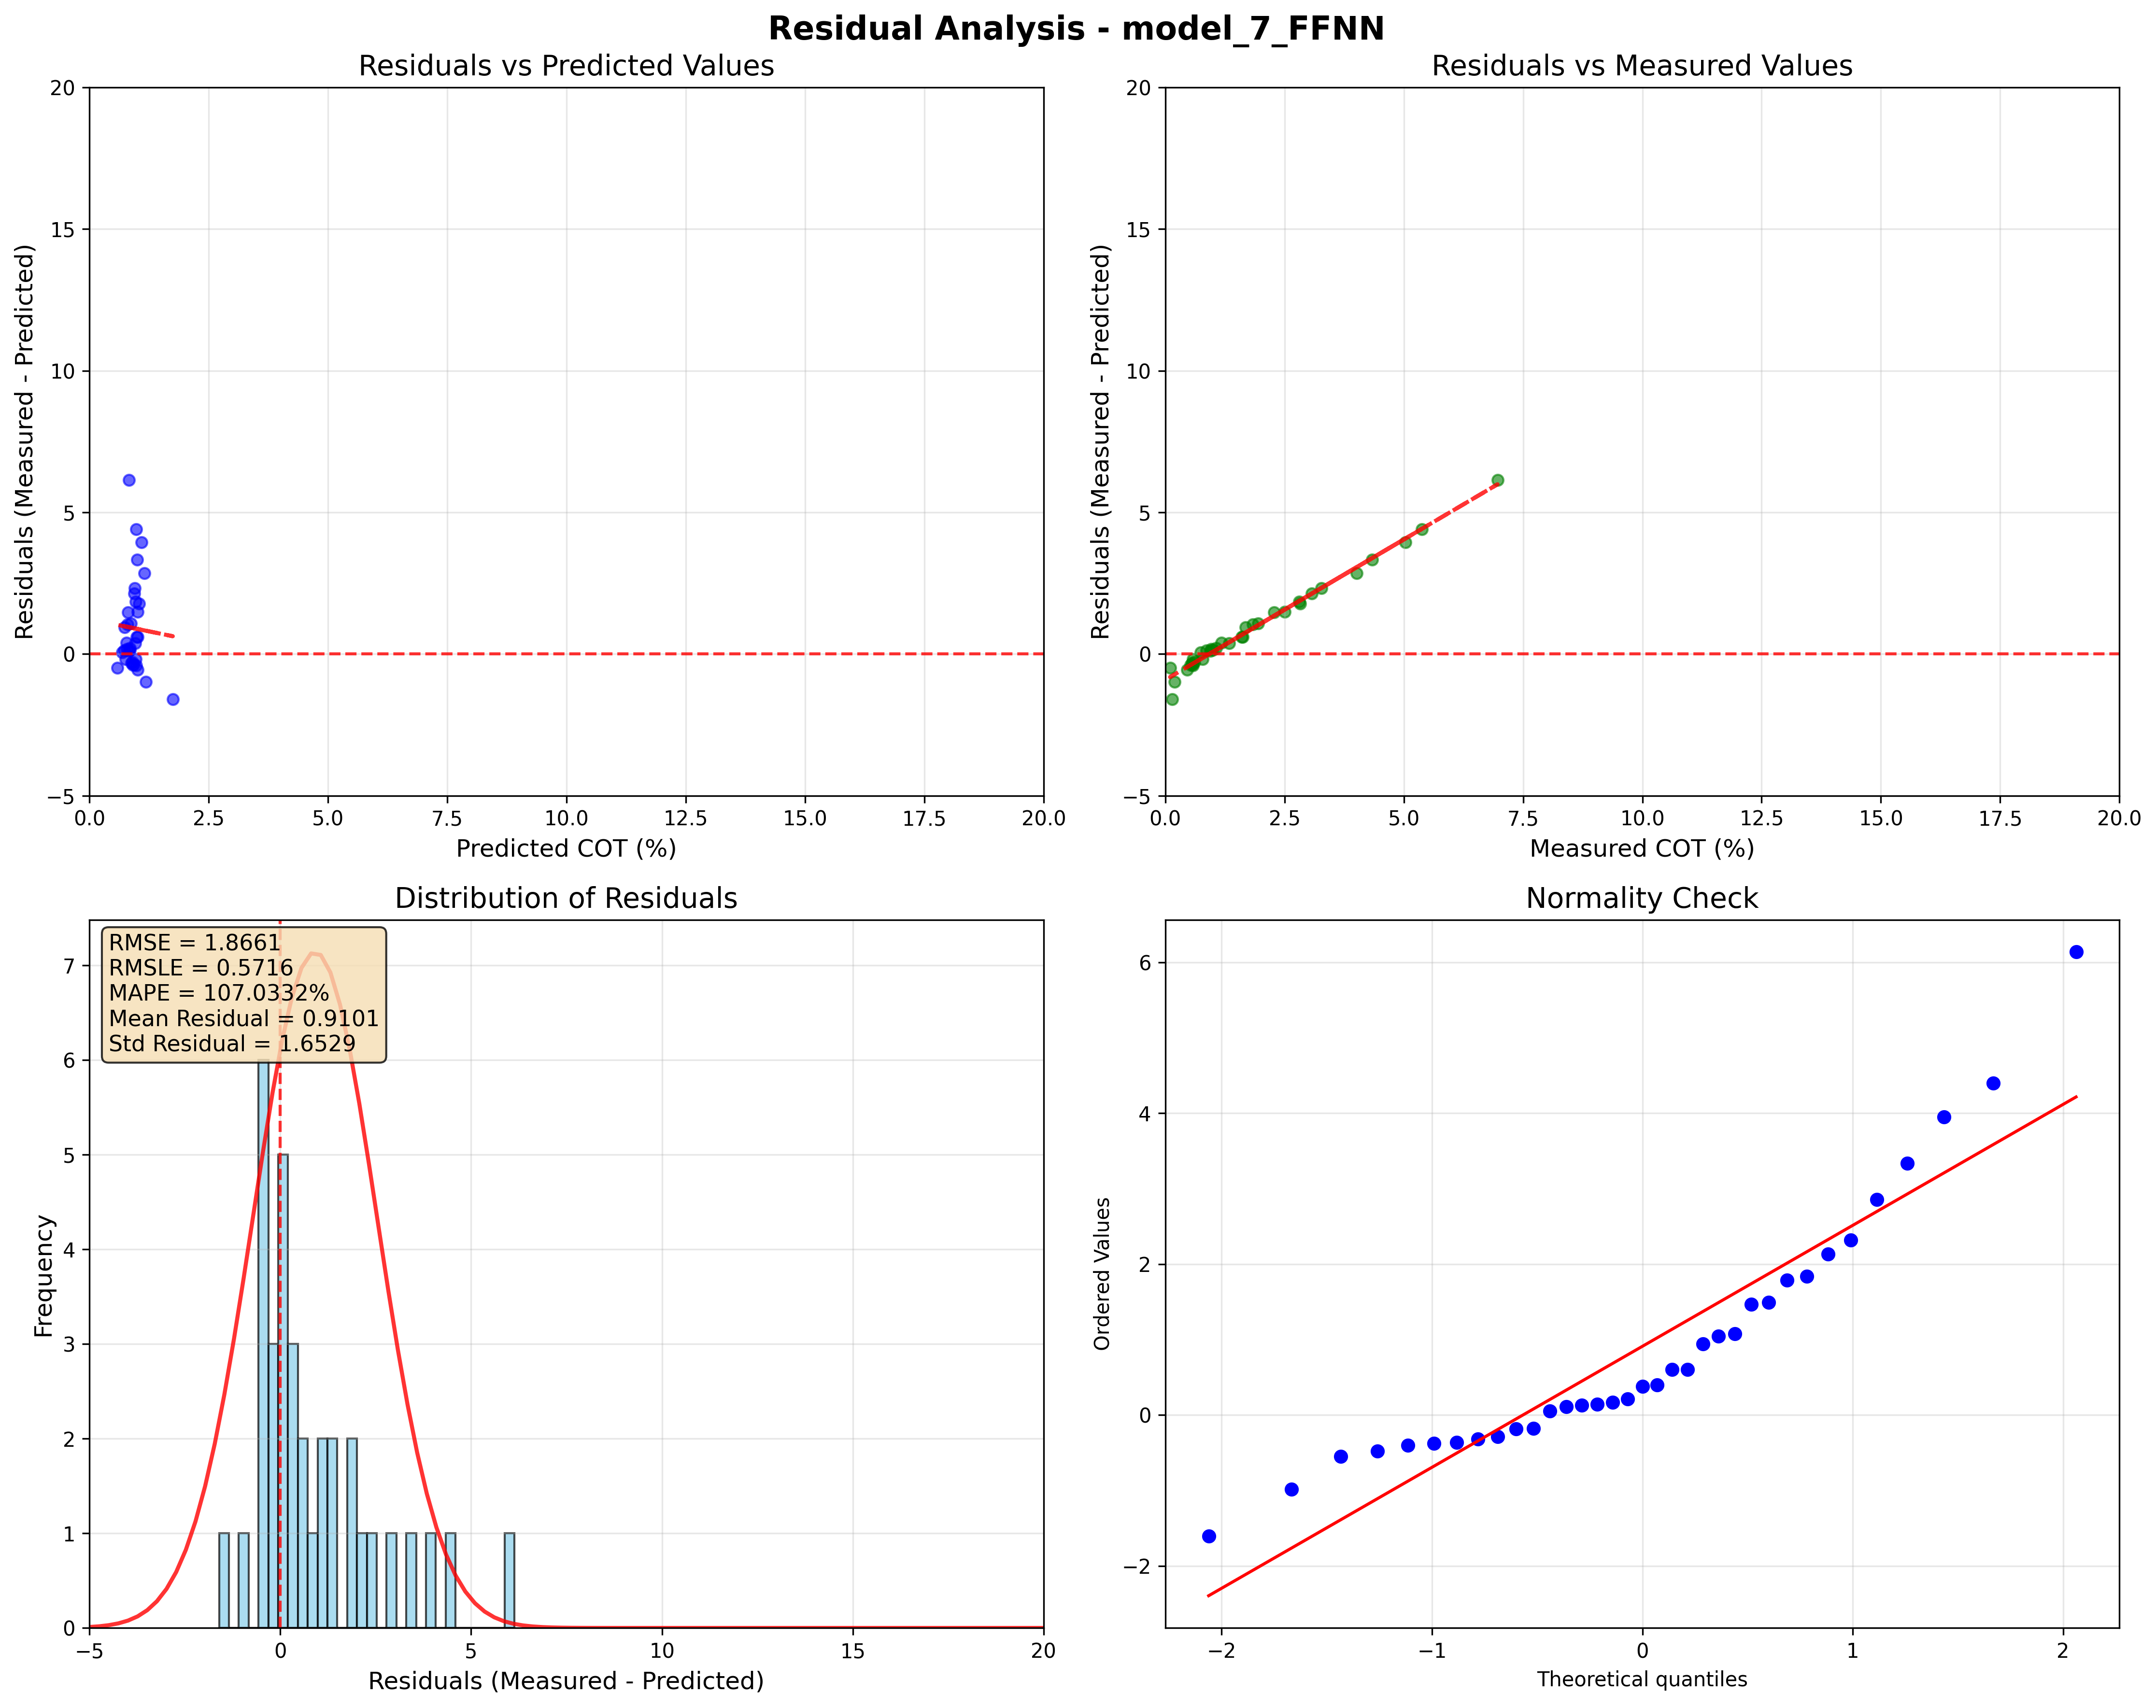 Residual Analysis - model_7_FFNN
Residuals vs Predicted Values
20
15
10
5
0
−5
0.0 2.5 5.0 7.5 10.0 12.5 15.0 17.5 20.0
Residuals (Measured - Predicted)
Predicted COT (%)
Residuals vs Measured Values
20
15
10
5
0
−5
0.0 2.5 5.0 7.5 10.0 12.5 15.0 17.5 20.0
Residuals (Measured - Predicted)
Measured COT (%)
Distribution of Residuals
RMSE = 1.8661
RMSLE = 0.5716
MAPE = 107.0332%
Mean Residual = 0.9101
Std Residual = 1.6529
7
6
5
4
3
2
1
0
−5 0 5 10 15 20
Frequency
Residuals (Measured - Predicted)
Normality Check
6
4
2
0
−2
−2 −1 0 1 2
Ordered Values
Theoretical quantiles